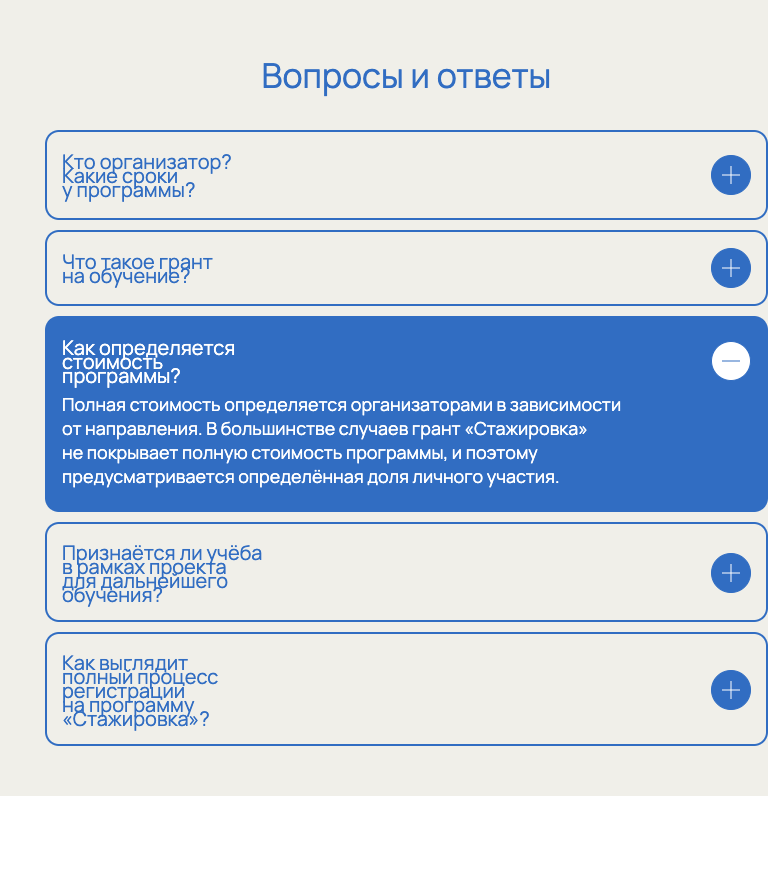 Вопросы и ответы
Кто организатор?
Какие сроки
у программы?
Что такое грант
на обучение?
Как определяется
стоимость
программы?
Полная стоимость определяется организаторами в зависимости
от направления. В большинстве случаев грант «Стажировка»
не покрывает полную стоимость программы, и поэтому
предусматривается определённая доля личного участия.
Признаётся ли учёба
в рамках проекта
для дальнейшего
обучения?
Как выглядит
полный процесс
регистрации
на программу
«Стажировка»?